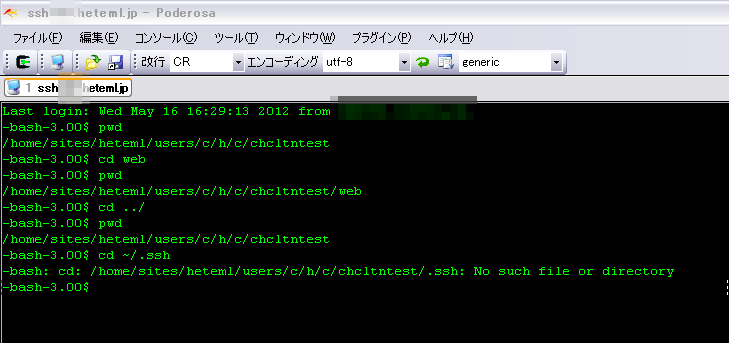 ssh heteml.jp - Poderosa
ファイル(F) 編集(E) コンソール(C) ツール(T) ウィンドウ(W) プラグイン(P) ヘルプ(H)
改行 CR エンコーディング utf-8 generic
1 ssh heteml.jp
Last login: Wed May 16 16:29:13 2012 from
-bash-3.00$ pwd
/home/sites/heteml/users/c/h/c/chcltntest
-bash-3.00$ cd web
-bash-3.00$ pwd
/home/sites/heteml/users/c/h/c/chcltntest/web
-bash-3.00$ cd ../
-bash-3.00$ pwd
/home/sites/heteml/users/c/h/c/chcltntest
-bash-3.00$ cd ~/.ssh
-bash: cd: /home/sites/heteml/users/c/h/c/chcltntest/.ssh: No such file or directory
-bash-3.00$